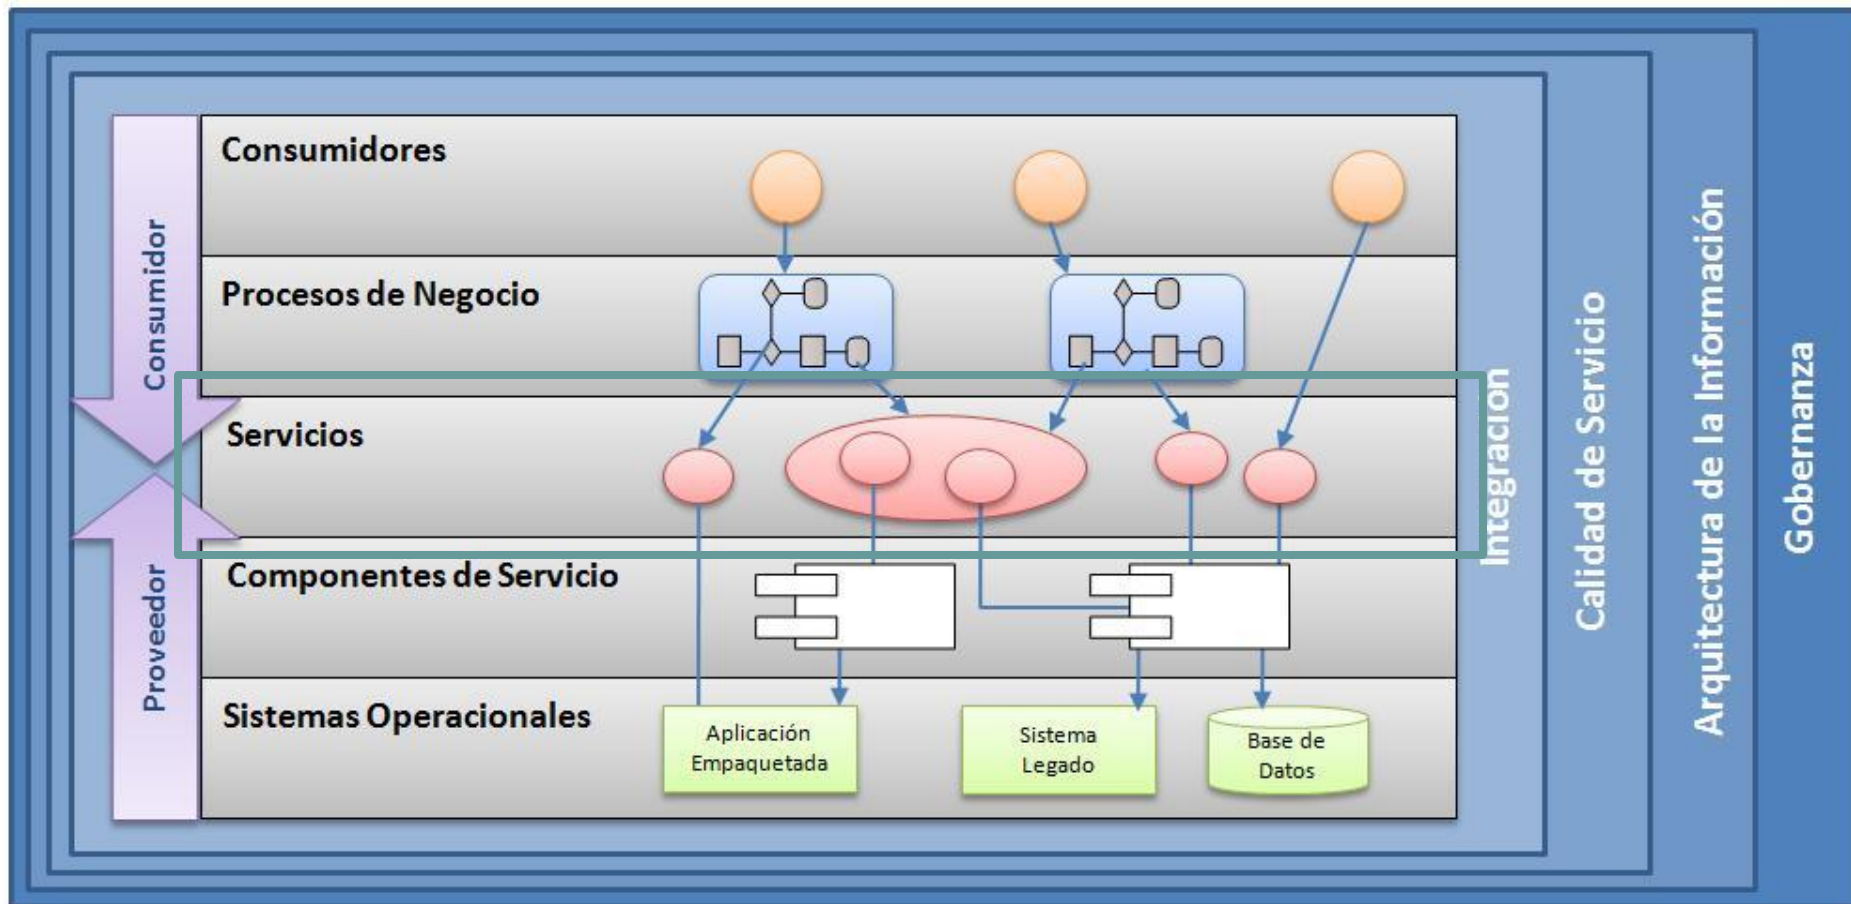 Consumidores
Procesos de Negocio
Servicios
Componentes de Servicio
Sistemas Operacionales
Aplicación
Empaquetada
Sistema
Legado
Base de
Datos
Consumidor
Proveedor
Integracion
Calidad de Servicio
Arquitectura de la Información
Gobernanza